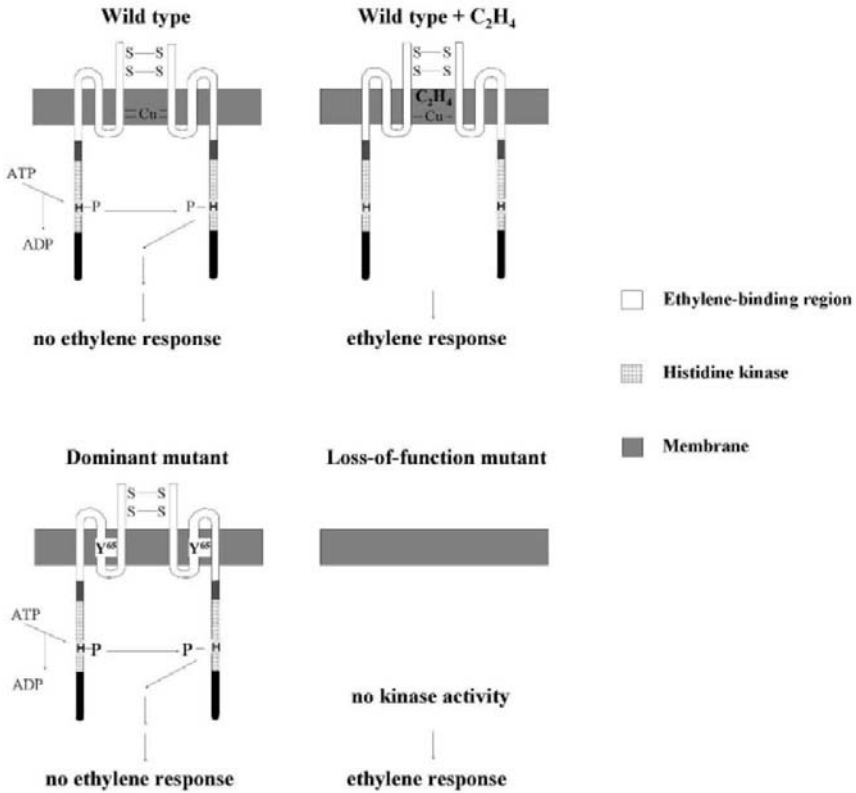 Wild type
S—S
S—S
Cu
ATP
H–P
P–H
ADP
no ethylene response
Wild type + C₂H₄
S—S
S—S
C₂H₄
Cu
H
H
ethylene response
Ethylene-binding region
Histidine kinase
Membrane
Dominant mutant
S—S
S—S
Y⁶⁵
Y⁶⁵
ATP
H–P
P–H
ADP
no ethylene response
Loss-of-function mutant
no kinase activity
ethylene response